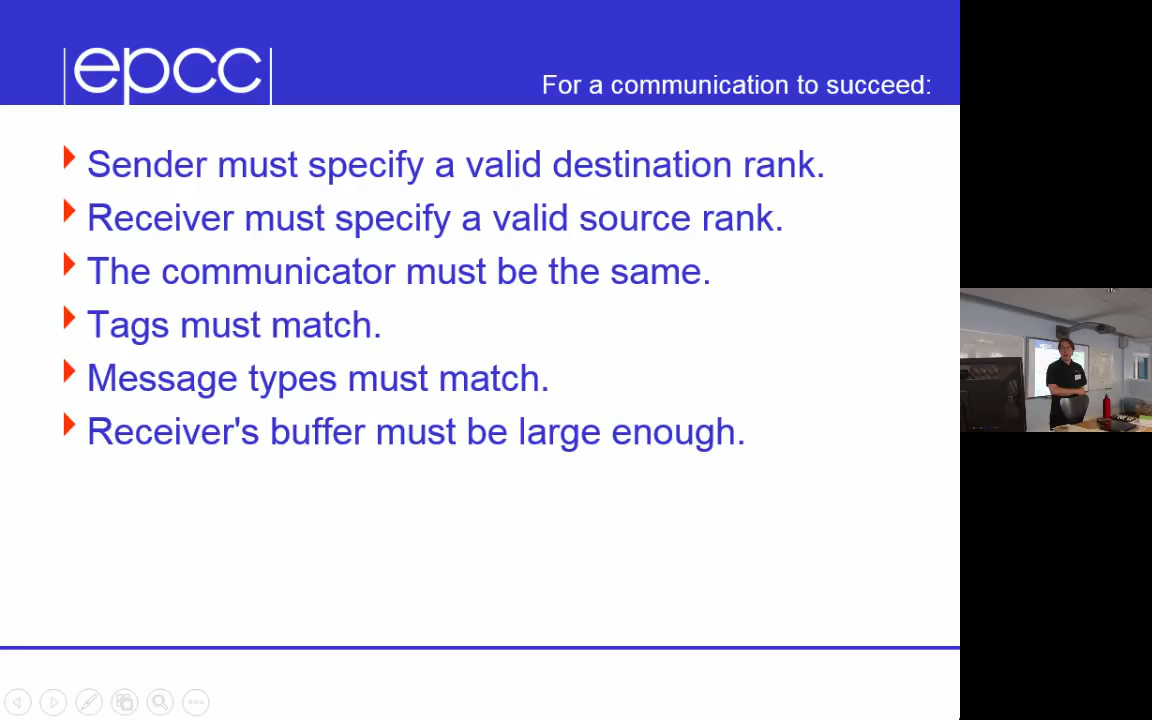 epcc
For a communication to succeed:
Sender must specify a valid destination rank.
Receiver must specify a valid source rank.
The communicator must be the same.
Tags must match.
Message types must match.
Receiver's buffer must be large enough.
epcc